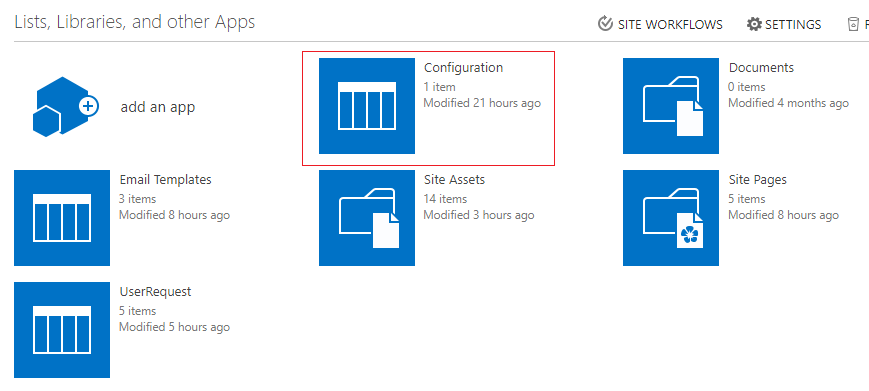 Lists, Libraries, and other Apps
SITE WORKFLOWS
SETTINGS
add an app
Configuration
1 item
Modified 21 hours ago
Documents
0 items
Modified 4 months ago
Email Templates
3 items
Modified 8 hours ago
Site Assets
14 items
Modified 3 hours ago
Site Pages
5 items
Modified 8 hours ago
UserRequest
5 items
Modified 5 hours ago